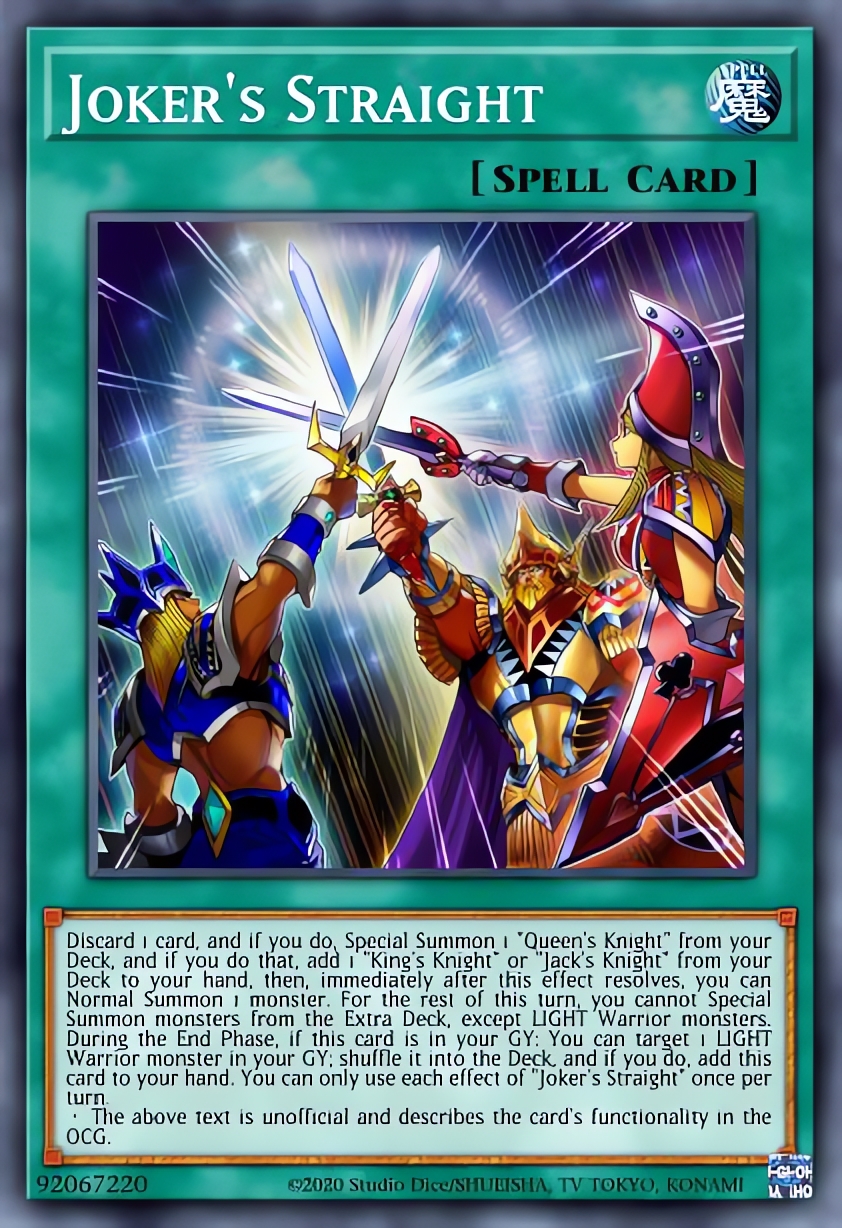 JOKER'S STRAIGHT
魔
[SPELL CARD]
Discard 1 card, and if you do, Special Summon 1 "Queen's Knight" from your
Deck, and if you do that, add 1 "King's Knight" or "Jack's Knight" from your
Deck to your hand, then, immediately after this effect resolves, you can
Normal Summon 1 monster. For the rest of this turn, you cannot Special
Summon monsters from the Extra Deck, except LIGHT Warrior monsters.
During the End Phase, if this card is in your GY: You can target 1 LIGHT
Warrior monster in your GY; shuffle it into the Deck, and if you do, add this
card to your hand. You can only use each effect of "Joker's Straight" once per
turn.
· The above text is unofficial and describes the card's functionality in the
OCG.
92067220
©2020 Studio Dice/SHUEISHA, TV TOKYO, KONAMI